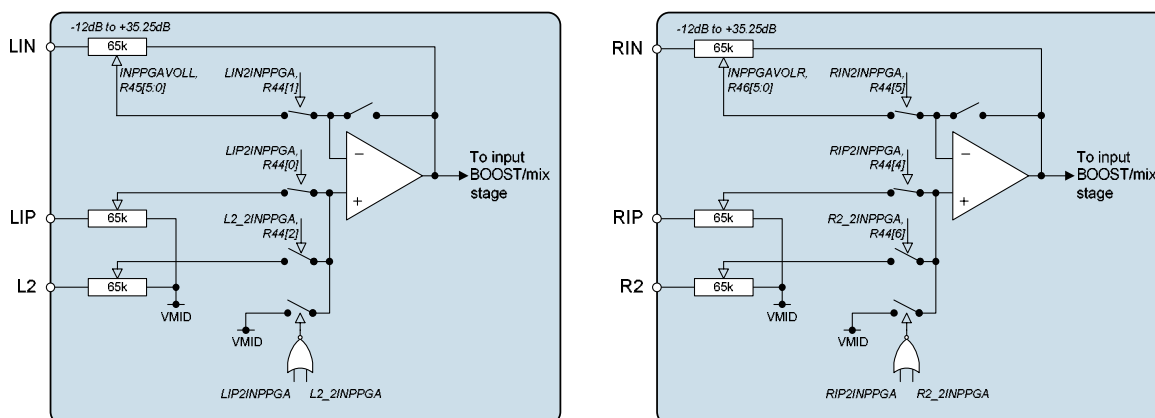 -12dB to +35.25dB
LIN
65k
INPPGAVOLL,
R45[5:0]
LIN2INPPGA,
R44[1]
LIP2INPPGA,
R44[0]
−
+
To input
BOOST/mix
stage
LIP
65k
L2_2INPPGA,
R44[2]
L2
65k
VMID
VMID
LIP2INPPGA
L2_2INPPGA
-12dB to +35.25dB
RIN
65k
INPPGAVOLR,
R46[5:0]
RIN2INPPGA,
R44[5]
RIP2INPPGA,
R44[4]
−
+
To input
BOOST/mix
stage
RIP
65k
R2_2INPPGA,
R44[6]
R2
65k
VMID
VMID
RIP2INPPGA
R2_2INPPGA